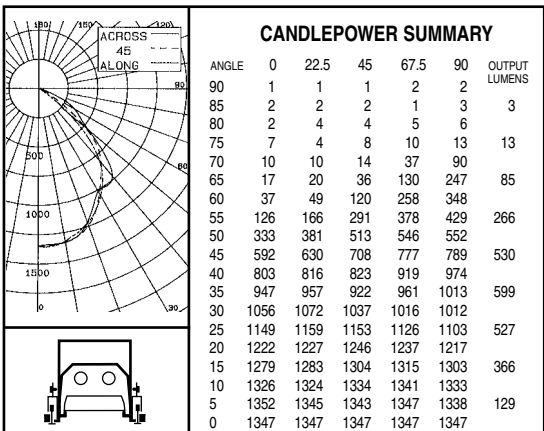 180
150
ACROSS
45
ALONG
90
500
60
1000
1500
0
30
CANDLEPOWER SUMMARY
ANGLE 0 22.5 45 67.5 90 OUTPUT LUMENS
90 1 1 1 2 2
85 2 2 2 1 3 3
80 2 4 4 5 6
75 7 4 8 10 13 13
70 10 10 14 37 90
65 17 20 36 130 247 85
60 37 49 120 258 348
55 126 166 291 378 429 266
50 333 381 513 546 552
45 592 630 708 777 789 530
40 803 816 823 919 974
35 947 957 922 961 1013 599
30 1056 1072 1037 1016 1012
25 1149 1159 1153 1126 1103 527
20 1222 1227 1246 1237 1217
15 1279 1283 1304 1315 1303 366
10 1326 1324 1334 1341 1333
5 1352 1345 1343 1347 1338 129
0 1347 1347 1347 1347 1347